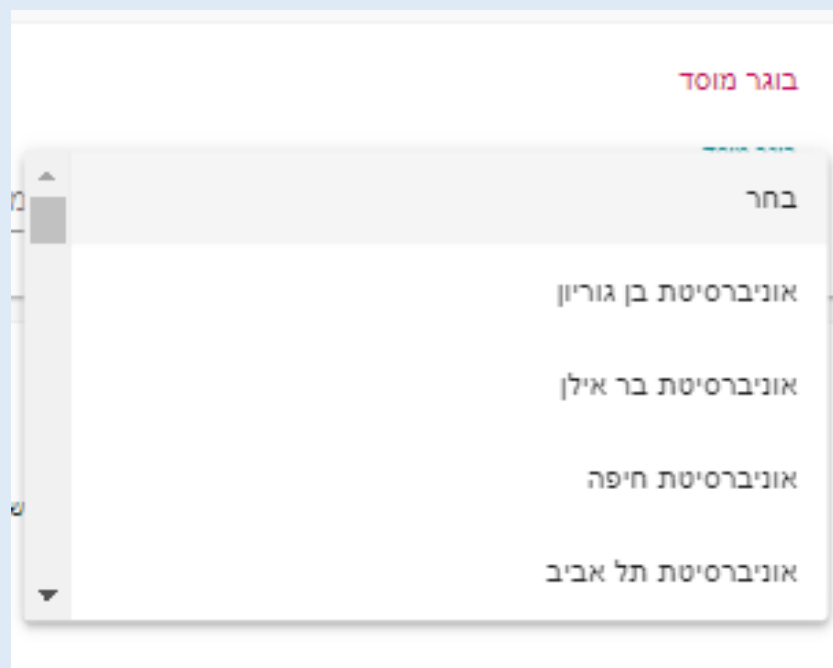 בוגר מוסד
בחר
אוניברסיטת בן גוריון
אוניברסיטת בר אילן
אוניברסיטת חיפה
אוניברסיטת תל אביב